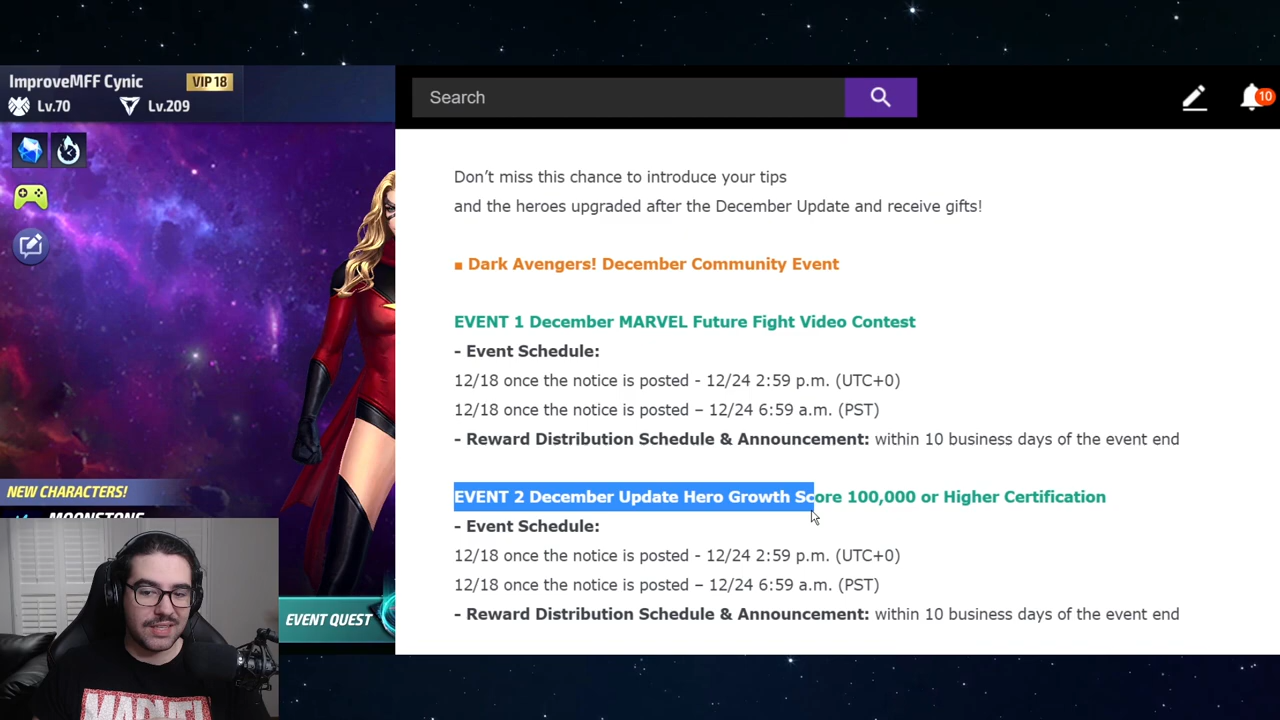 ImproveMFF Cynic
VIP 18
Lv.70
Lv.209
Search
10
Don't miss this chance to introduce your tips
and the heroes upgraded after the December Update and receive gifts!
■ Dark Avengers! December Community Event
EVENT 1 December MARVEL Future Fight Video Contest
- Event Schedule:
12/18 once the notice is posted - 12/24 2:59 p.m. (UTC+0)
12/18 once the notice is posted – 12/24 6:59 a.m. (PST)
- Reward Distribution Schedule & Announcement: within 10 business days of the event end
EVENT 2 December Update Hero Growth Score 100,000 or Higher Certification
- Event Schedule:
12/18 once the notice is posted - 12/24 2:59 p.m. (UTC+0)
12/18 once the notice is posted – 12/24 6:59 a.m. (PST)
- Reward Distribution Schedule & Announcement: within 10 business days of the event end
NEW CHARACTERS!
MOONSTONE
EVENT QUEST
MARVEL